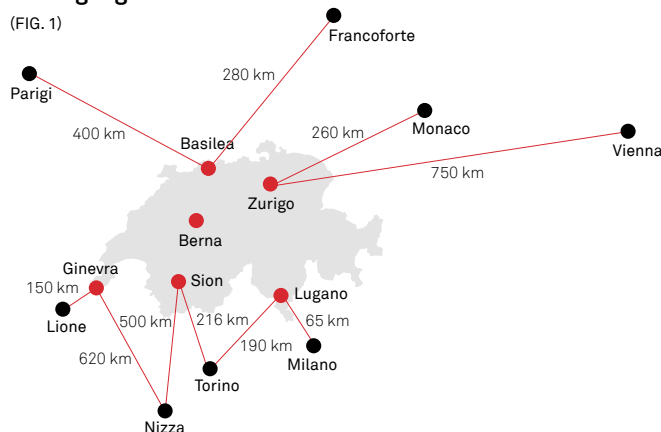 (FIG. 1)
Francoforte
280 km
Parigi
400 km
260 km
Monaco
Vienna
Basilea
750 km
Zurigo
Berna
Ginevra
Sion
150 km
Lugano
Lione
500 km
216 km
65 km
620 km
190 km
Milano
Torino
Nizza